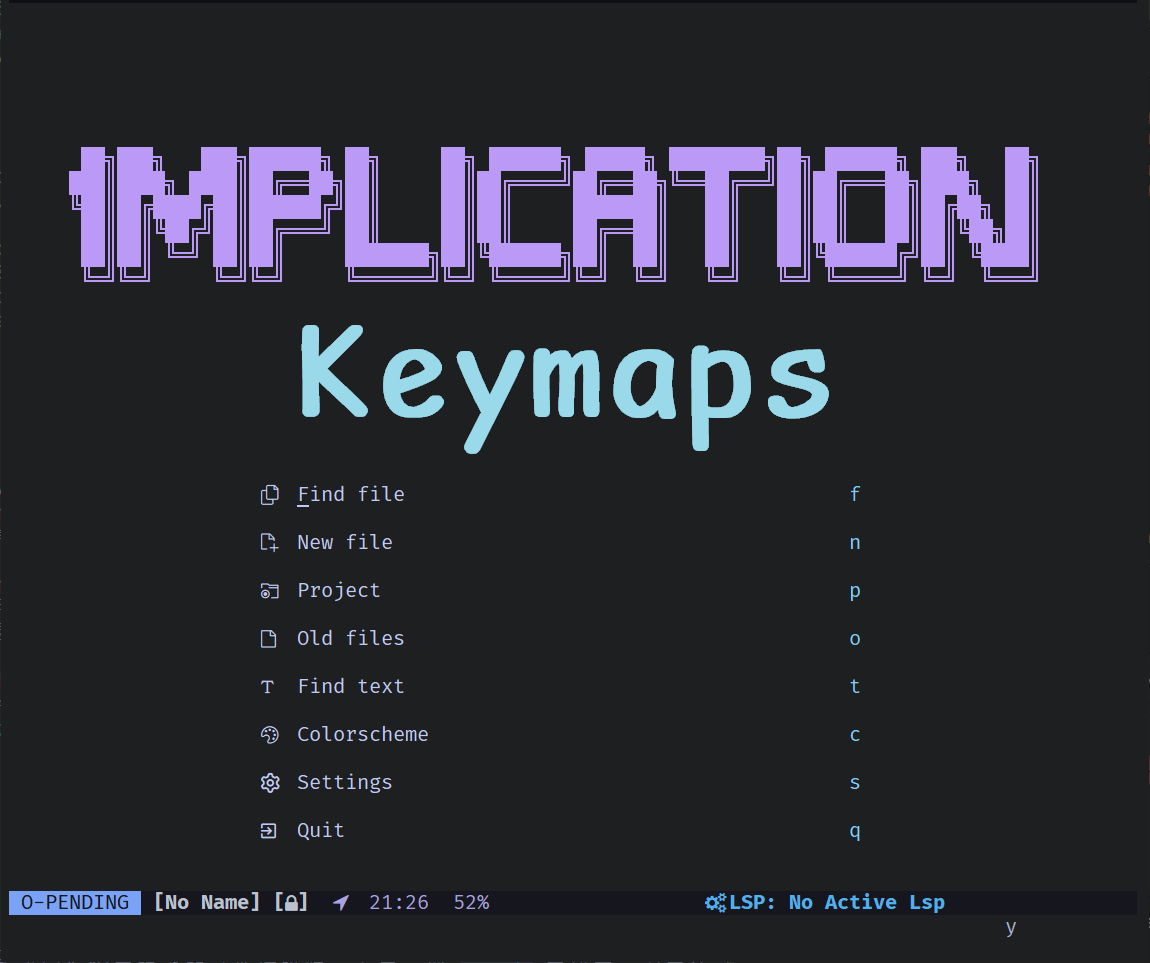 1MPLICATION
Keymaps
Find file f
New file n
Project p
Old files o
Find text t
Colorscheme c
Settings s
Quit q
O-PENDING [No Name] [🔒] 21:26 52% LSP: No Active Lsp
y